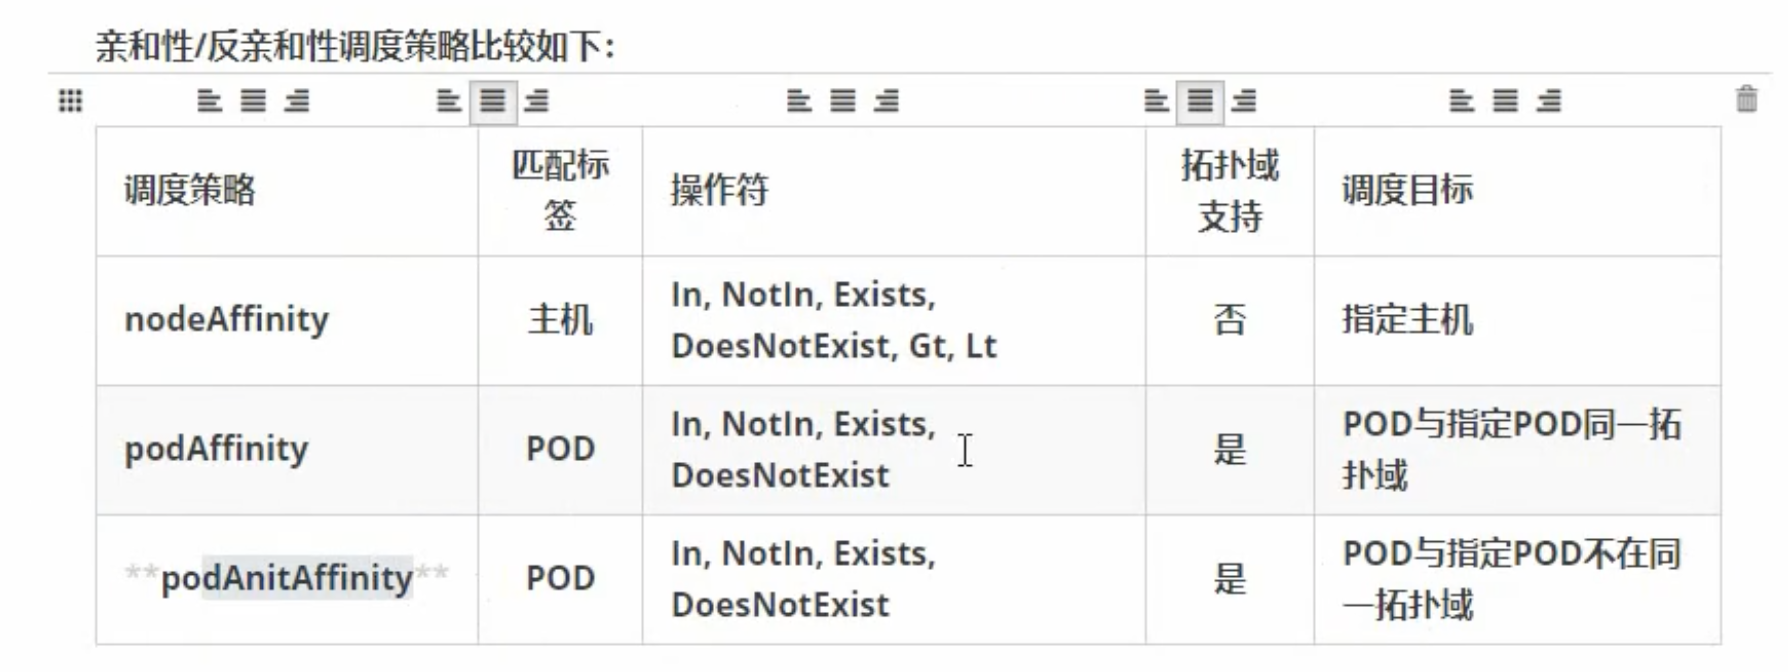 亲和性/反亲和性调度策略比较如下：
调度策略
匹配标
签
操作符
拓扑域
支持
调度目标
nodeAffinity
主机
In, NotIn, Exists,
DoesNotExist, Gt, Lt
否
指定主机
podAffinity
POD
In, NotIn, Exists,
DoesNotExist
是
POD与指定POD同一拓
扑域
**podAnitAffinity**
POD
In, NotIn, Exists,
DoesNotExist
是
POD与指定POD不在同
一拓扑域